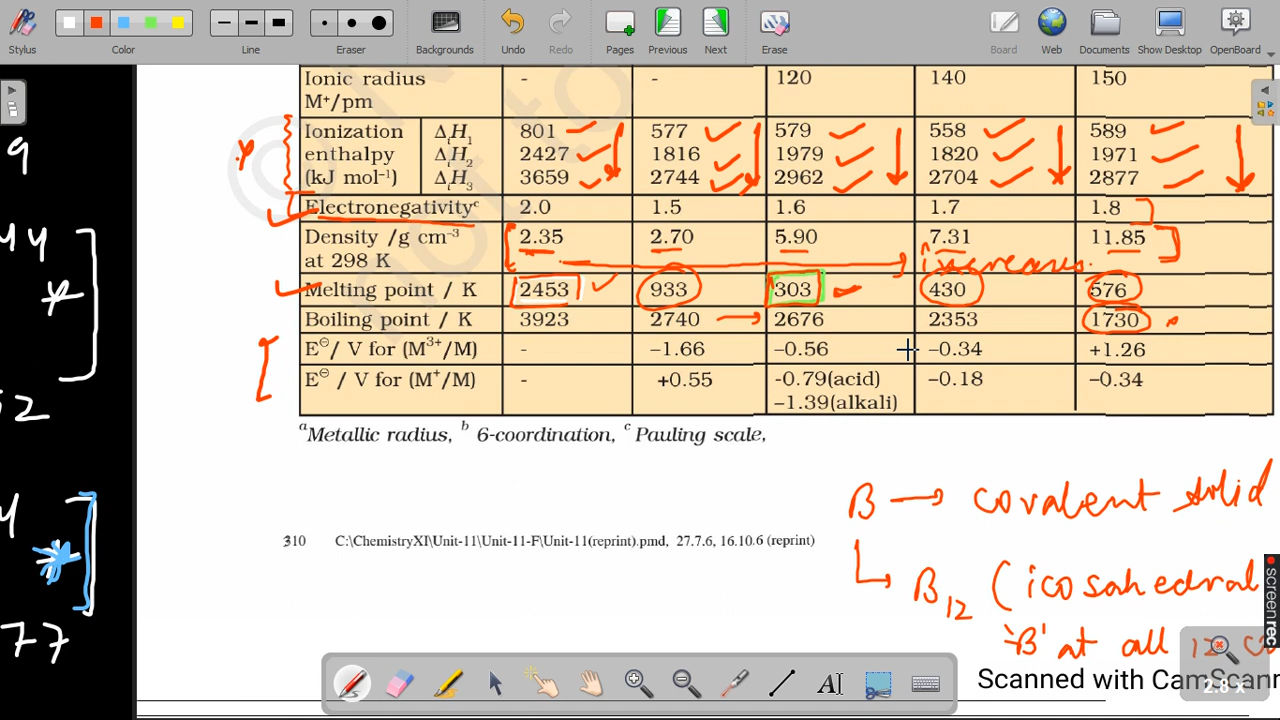 Stylus
Color
Line
Eraser
Backgrounds
Undo
Redo
Pages
Previous
Next
Erase
Board
Web
Documents
Show Desktop
OpenBoard
Ionic radius - - 120 140 150
M⁺/pm
Ionization ΔᵢH₁ 801 577 579 558 589
enthalpy ΔᵢH₂ 2427 1816 1979 1820 1971
(kJ mol⁻¹) ΔᵢH₃ 3659 2744 2962 2704 2877
Electronegativityᶜ 2.0 1.5 1.6 1.7 1.8
Density /g cm⁻³ 2.35 2.70 5.90 7.31 11.85
at 298 K
increases.
Melting point / K 2453 933 303 430 576
Boiling point / K 3923 2740 2676 2353 1730
E⊖/ V for (M³⁺/M) - –1.66 –0.56 –0.34 +1.26
E⊖ / V for (M⁺/M) - +0.55 -0.79(acid) –0.18 –0.34
–1.39(alkali)
ᵃMetallic radius, ᵇ 6-coordination, ᶜ Pauling scale,
9
44
52
4
77
B → covalent solid
310 C:\ChemistryXI\Unit-11\Unit-11-F\Unit-11(reprint).pmd, 27.7.6, 16.10.6 (reprint)
B₁₂ (icosahedral
'B' at all 12
Scanned with CamScann
2.8 x
screenrec